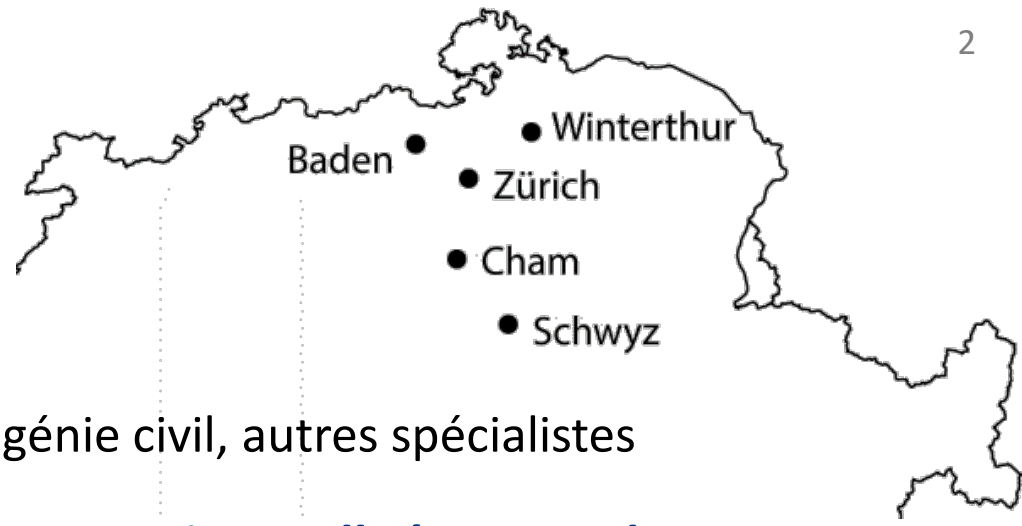 2
Winterthur
Baden
Zürich
Cham
Schwyz
génie civil, autres spécialistes